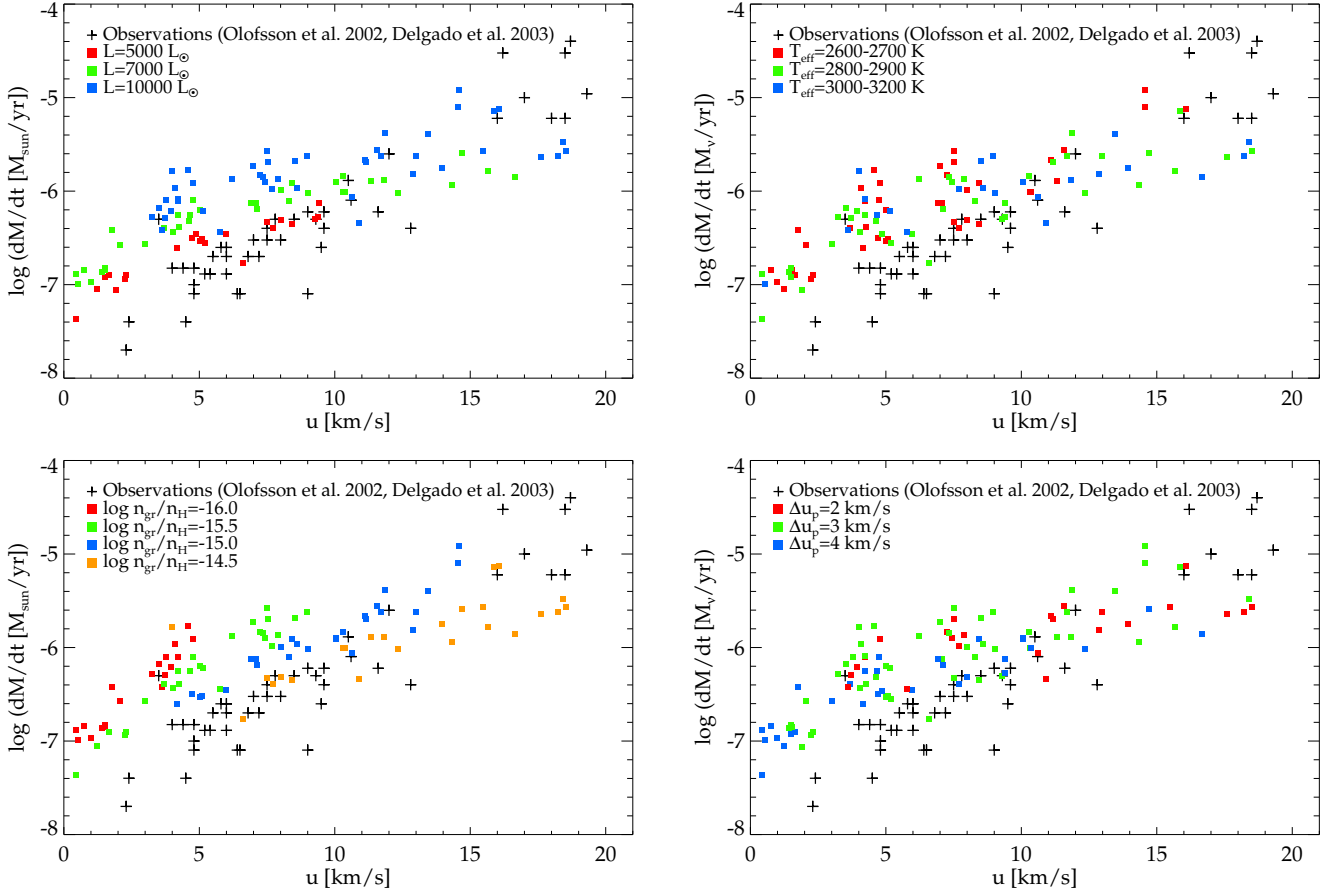 -4
+ Observations (Olofsson et al. 2002, Delgado et al. 2003)
L=5000 L☉
L=7000 L☉
L=10000 L☉
-5
-6
-7
-8
log (dM/dt [M_sun/yr])
0 5 10 15 20
u [km/s]
-4
+ Observations (Olofsson et al. 2002, Delgado et al. 2003)
T_eff=2600-2700 K
T_eff=2800-2900 K
T_eff=3000-3200 K
-5
-6
-7
-8
log (dM/dt [M_v/yr])
0 5 10 15 20
u [km/s]
-4
+ Observations (Olofsson et al. 2002, Delgado et al. 2003)
log n_gr/n_H=-16.0
log n_gr/n_H=-15.5
log n_gr/n_H=-15.0
log n_gr/n_H=-14.5
-5
-6
-7
-8
log (dM/dt [M_sun/yr])
0 5 10 15 20
u [km/s]
-4
+ Observations (Olofsson et al. 2002, Delgado et al. 2003)
Δu_p=2 km/s
Δu_p=3 km/s
Δu_p=4 km/s
-5
-6
-7
-8
log (dM/dt [M_v/yr])
0 5 10 15 20
u [km/s]